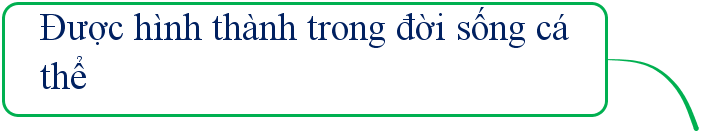 Được hình thành trong đời sống cá
thể